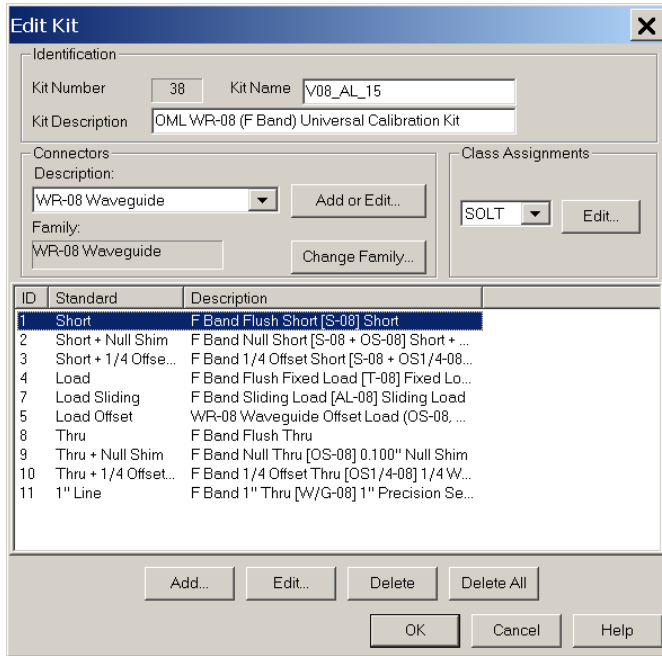 Edit Kit
Identification
Kit Number 38 Kit Name V08_AL_15
Kit Description OML WR-08 (F Band) Universal Calibration Kit
Connectors
Description:
WR-08 Waveguide Add or Edit...
Family:
WR-08 Waveguide Change Family...
Class Assignments
SOLT Edit...
ID Standard Description
1 Short F Band Flush Short [S-08] Short
2 Short + Null Shim F Band Null Short [S-08 + OS-08] Short + ...
3 Short + 1/4 Offse... F Band 1/4 Offset Short [S-08 + OS1/4-08...
4 Load F Band Flush Fixed Load [T-08] Fixed Lo...
7 Load Sliding F Band Sliding Load [AL-08] Sliding Load
5 Load Offset WR-08 Waveguide Offset Load (OS-08, ...
8 Thru F Band Flush Thru
9 Thru + Null Shim F Band Null Thru [OS-08] 0.100" Null Shim
10 Thru + 1/4 Offset... F Band 1/4 Offset Thru [OS1/4-08] 1/4 W...
11 1" Line F Band 1" Thru [W/G-08] 1" Precision Se...
Add... Edit... Delete Delete All
OK Cancel Help